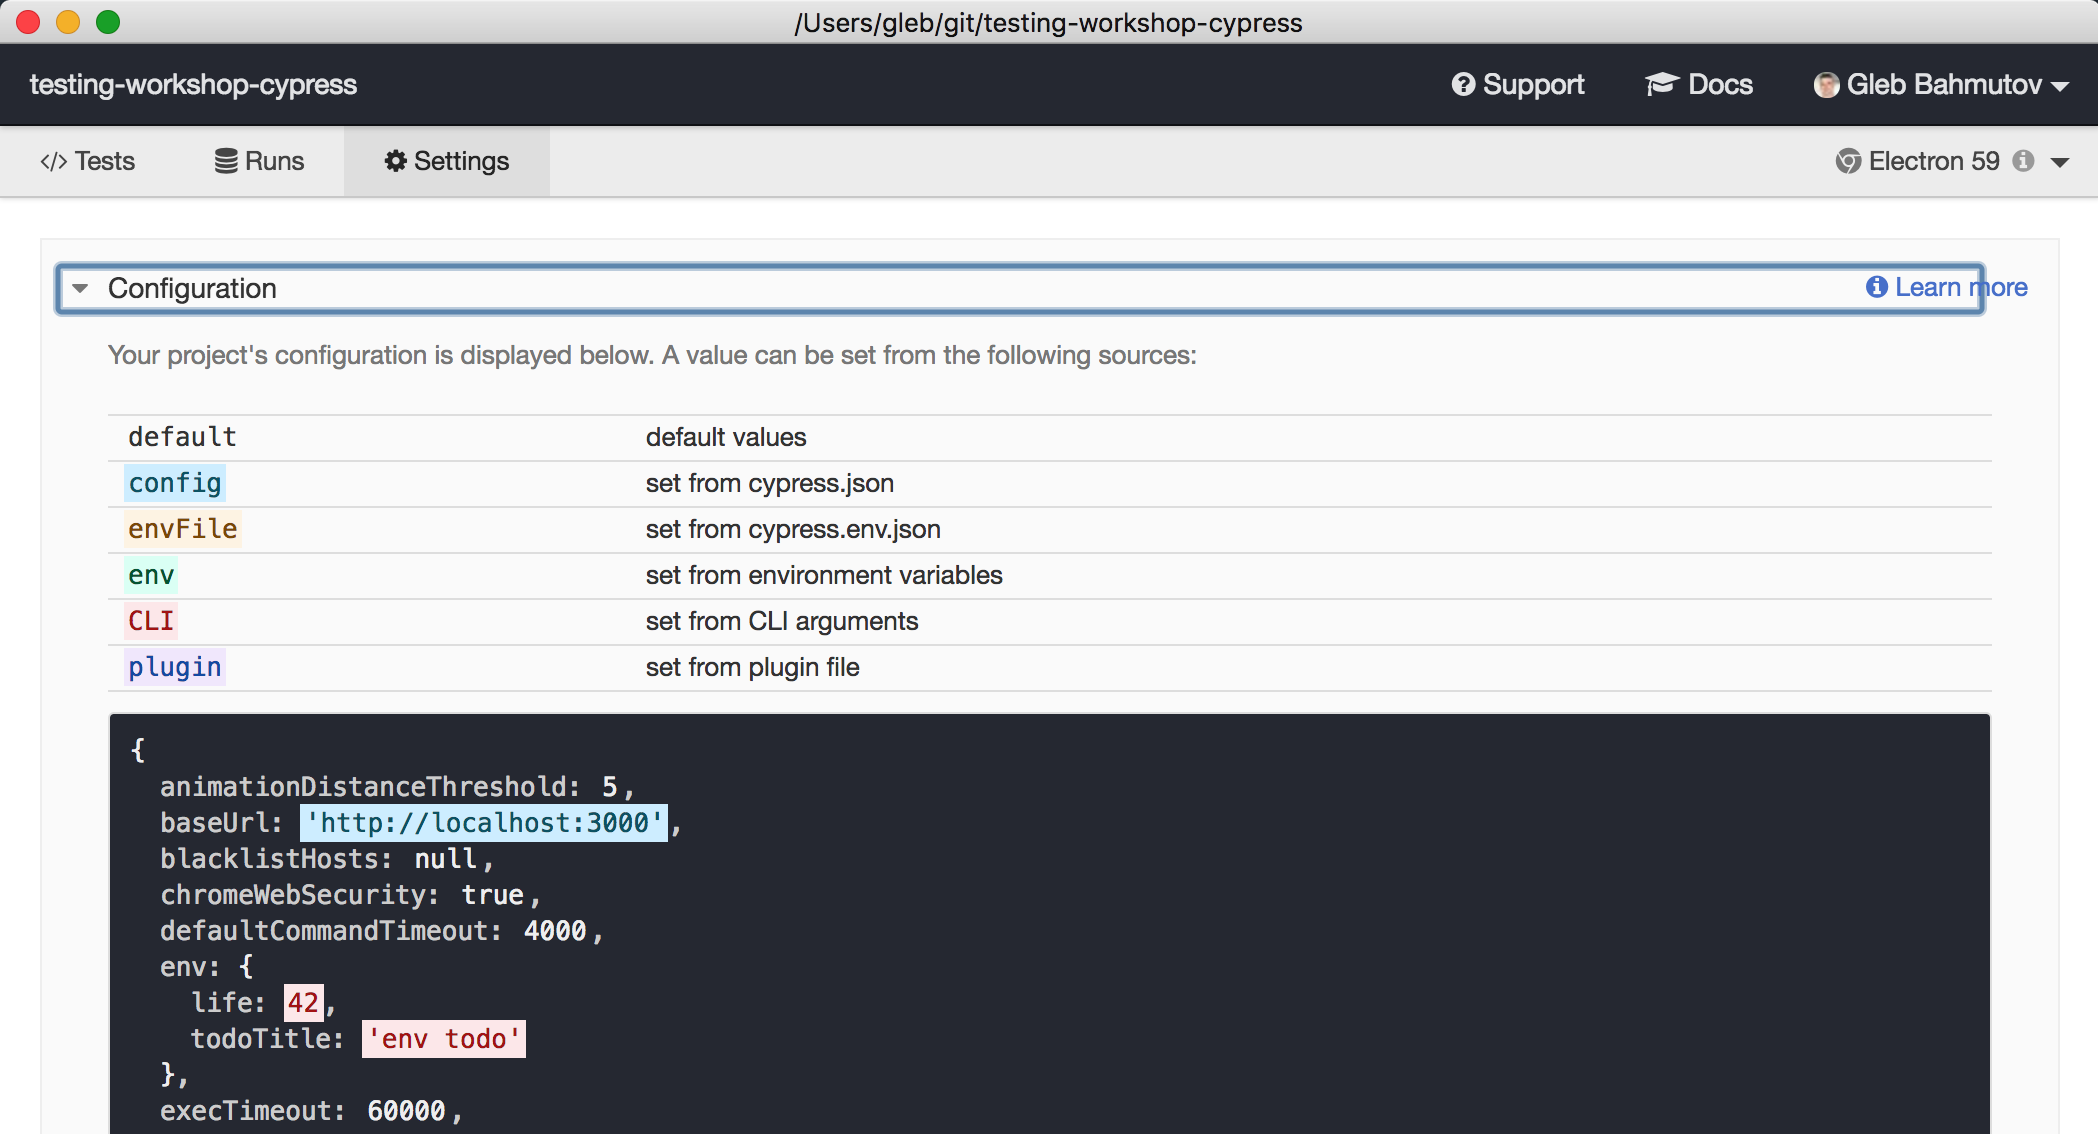 /Users/gleb/git/testing-workshop-cypress
testing-workshop-cypress Support Docs Gleb Bahmutov
</> Tests Runs Settings Electron 59
Configuration Learn more
Your project's configuration is displayed below. A value can be set from the following sources:
default default values
config set from cypress.json
envFile set from cypress.env.json
env set from environment variables
CLI set from CLI arguments
plugin set from plugin file
{
animationDistanceThreshold: 5,
baseUrl: 'http://localhost:3000',
blacklistHosts: null,
chromeWebSecurity: true,
defaultCommandTimeout: 4000,
env: {
life: 42,
todoTitle: 'env todo'
},
execTimeout: 60000,